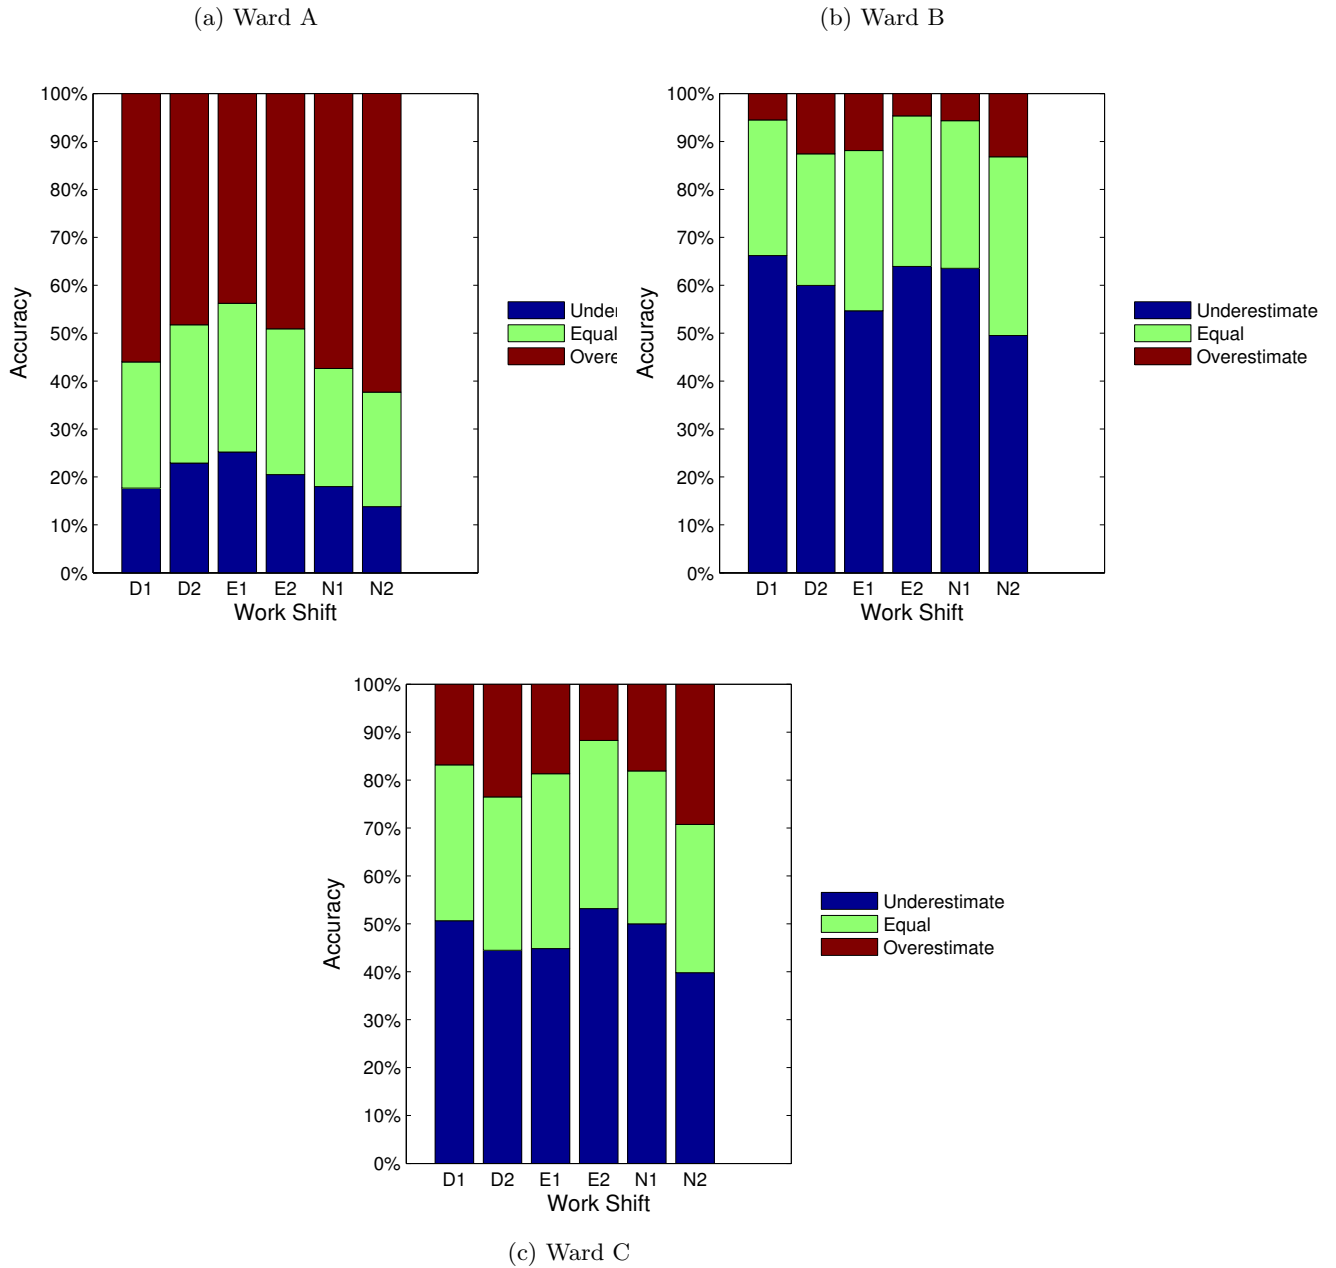 (a) Ward A
(b) Ward B
100%
90%
80%
70%
60%
50%
40%
30%
20%
10%
0%
Accuracy
D1 D2 E1 E2 N1 N2
Work Shift
Under
Equal
Overe
100%
90%
80%
70%
60%
50%
40%
30%
20%
10%
0%
Accuracy
D1 D2 E1 E2 N1 N2
Work Shift
Underestimate
Equal
Overestimate
100%
90%
80%
70%
60%
50%
40%
30%
20%
10%
0%
Accuracy
D1 D2 E1 E2 N1 N2
Work Shift
Underestimate
Equal
Overestimate
(c) Ward C